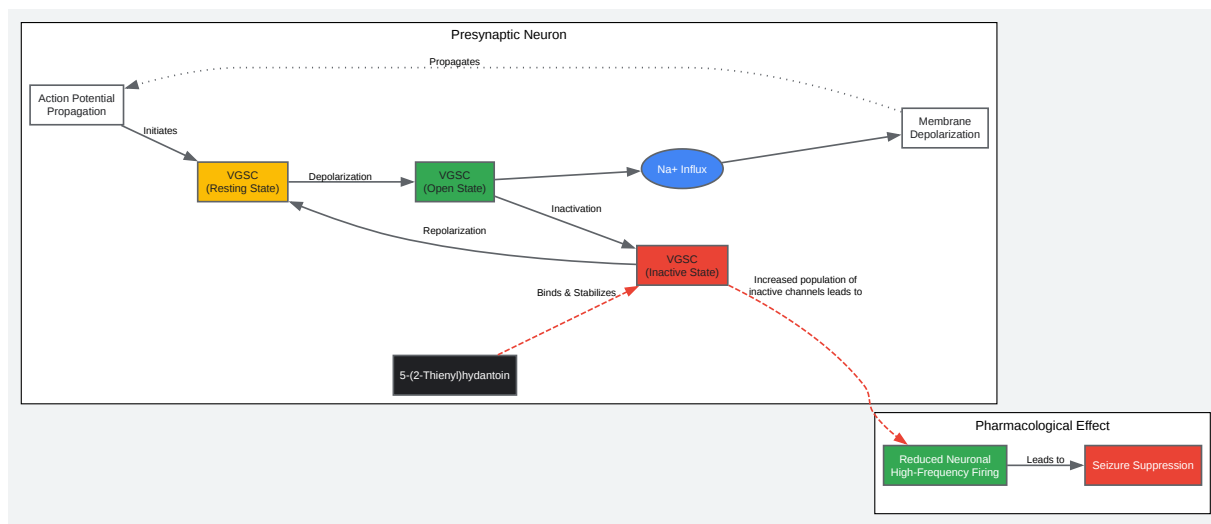 Presynaptic Neuron
Propagates
Action Potential
Propagation
Initiates
Membrane
Depolarization
VGSC
(Resting State)
Depolarization
VGSC
(Open State)
Na+ Influx
Inactivation
Repolarization
VGSC
(Inactive State)
Binds & Stabilizes
Increased population of
inactive channels leads to
5-(2-Thienyl)hydantoin
Pharmacological Effect
Reduced Neuronal
High-Frequency Firing
Leads to
Seizure Suppression